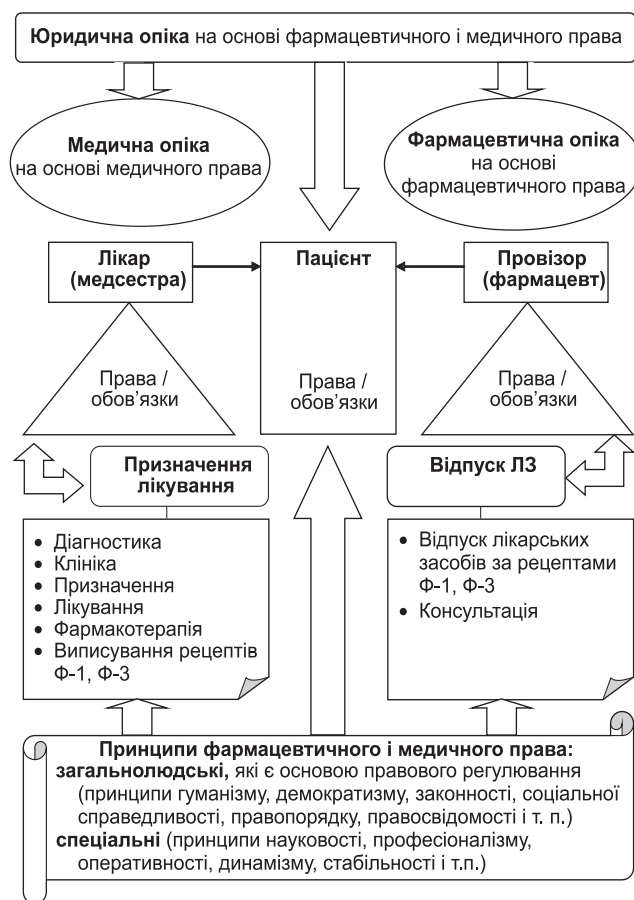 Юридична опіка на основі фармацевтичного і медичного права
Медична опіка
на основі медичного права
Фармацевтична опіка
на основі
фармацевтичного права
Лікар
(медсестра)
Пацієнт
Провізор
(фармацевт)
Права /
обов’язки
Права /
обов’язки
Права /
обов’язки
Призначення
лікування
Відпуск ЛЗ
• Діагностика
• Клініка
• Призначення
• Лікування
• Фармакотерапія
• Виписування рецептів
Ф-1, Ф-3
• Відпуск лікарських
засобів за рецептами
Ф-1, Ф-3
• Консультація
Принципи фармацевтичного і медичного права:
загальнолюдські, які є основою правового регулювання
(принципи гуманізму, демократизму, законності, соціальної
справедливості, правопорядку, правосвідомості і т. п.)
спеціальні (принципи науковості, професіоналізму,
оперативності, динамізму, стабільності і т.п.)